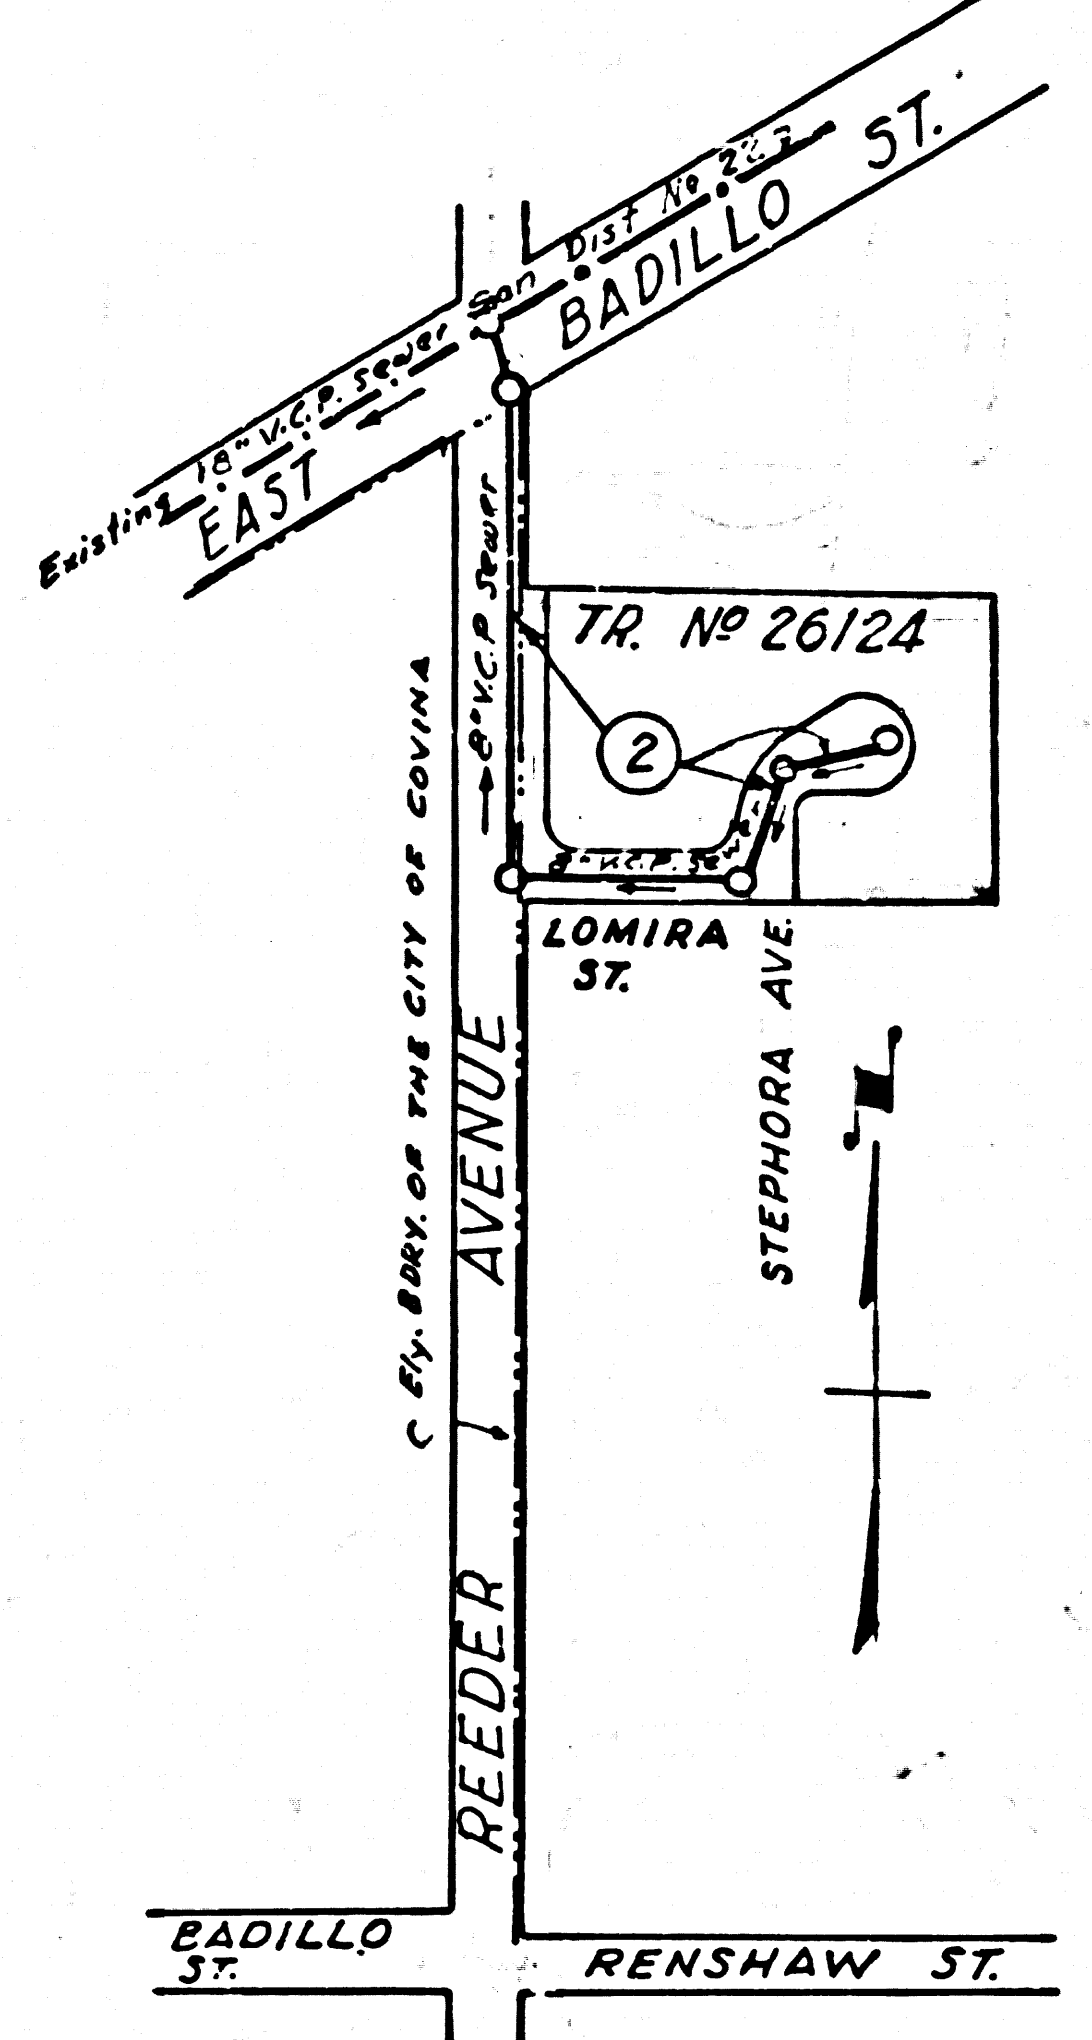 Existing 18" V.C.P. Sewer San Dist No 227
EAST BADILLO ST.
8" V.C.P Sewer
TR. Nº 26124
2
8" V.C.P. Sewer
LOMIRA
ST.
STEPHORA AVE.
Ely. BDRY. OF THE CITY OF COVINA
REEDER AVENUE
BADILLO
ST.
RENSHAW ST.